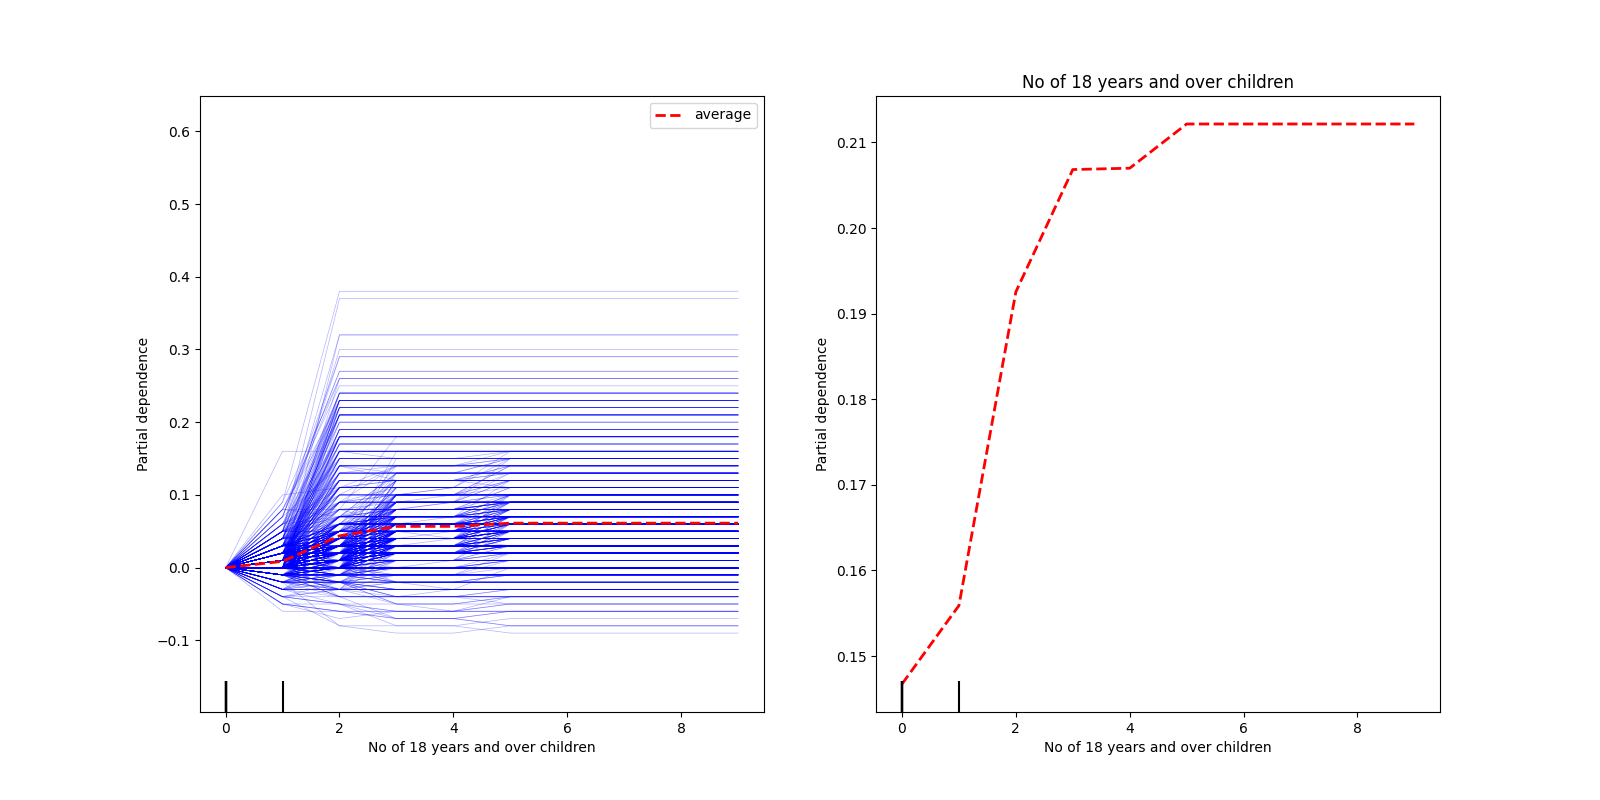 No of 18 years and over children
average
0.6
0.5
0.4
0.3
0.2
0.1
0.0
−0.1
Partial dependence
0 2 4 6 8
No of 18 years and over children
0.21
0.20
0.19
0.18
0.17
0.16
0.15
Partial dependence
0 2 4 6 8
No of 18 years and over children